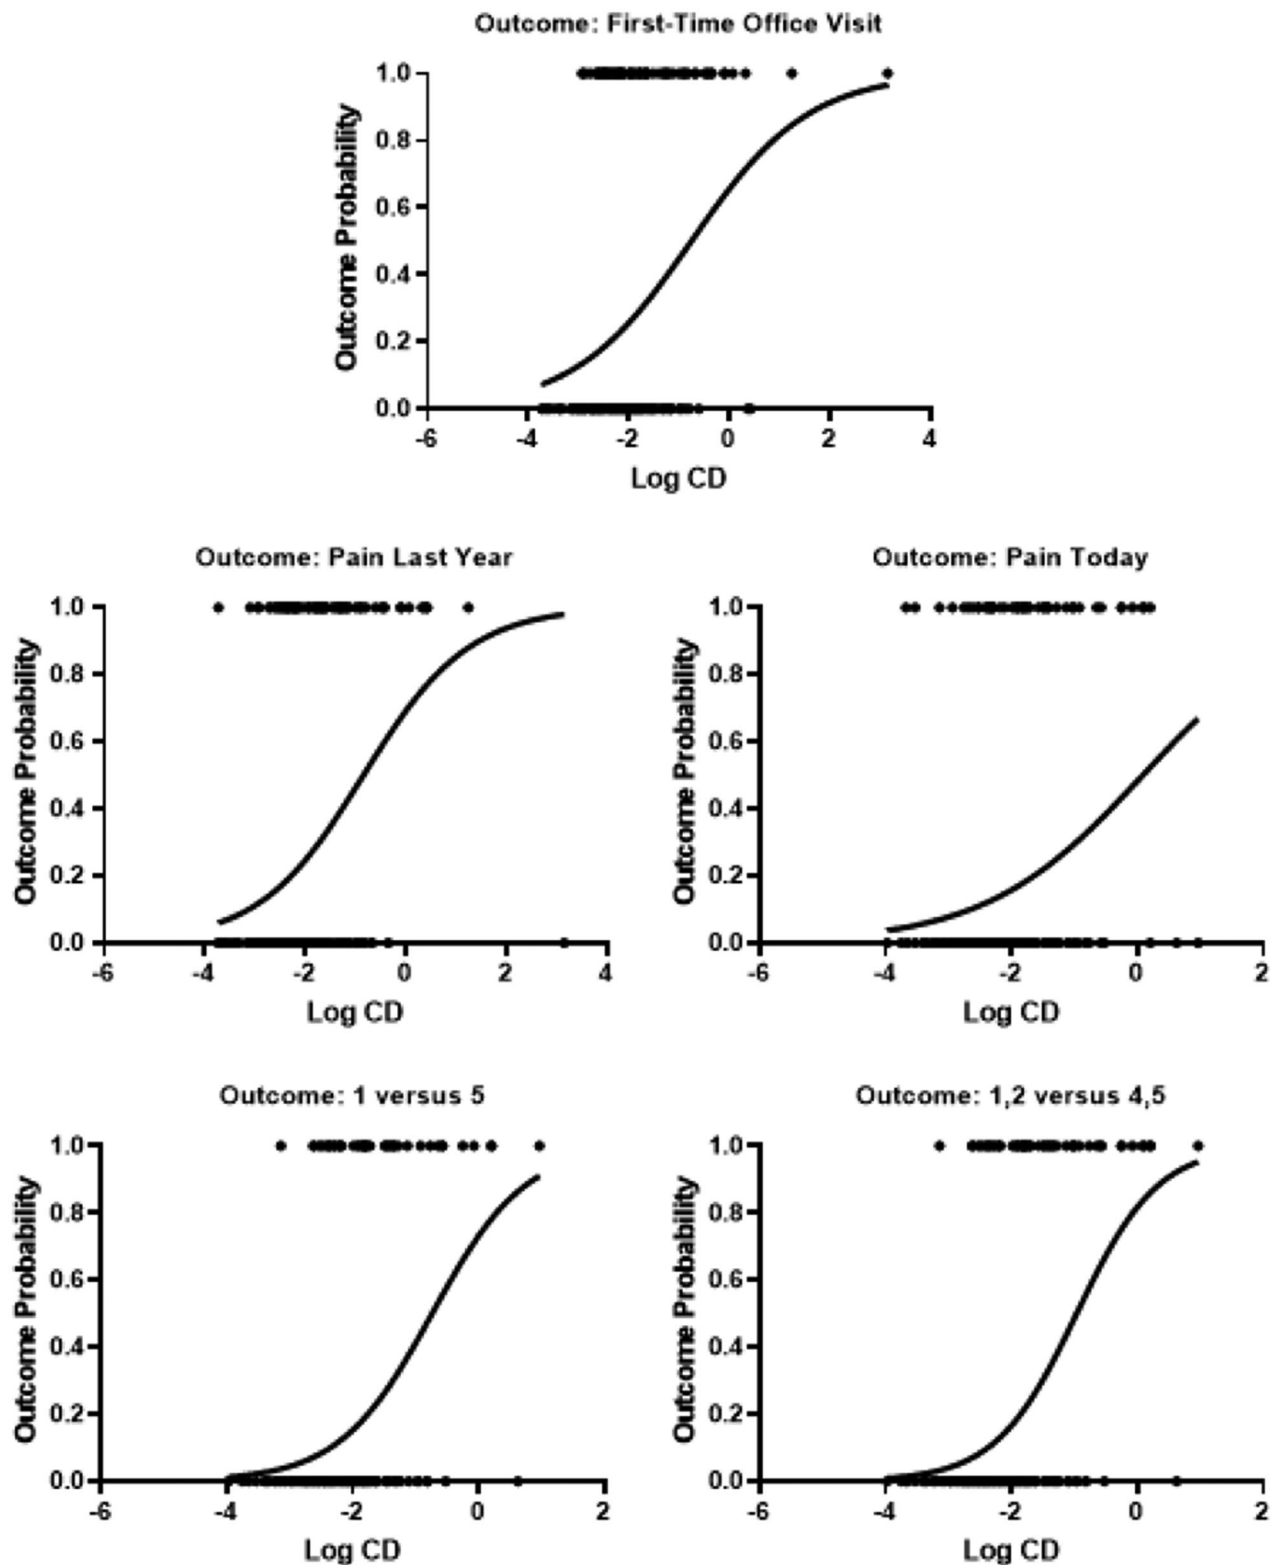 Outcome: First-Time Office Visit
1.0
0.8
0.6
0.4
0.2
0.0
Outcome Probability
-6 -4 -2 0 2 4
Log CD
Outcome: Pain Last Year
1.0
0.8
0.6
0.4
0.2
0.0
Outcome Probability
-6 -4 -2 0 2 4
Log CD
Outcome: Pain Today
1.0
0.8
0.6
0.4
0.2
0.0
Outcome Probability
-6 -4 -2 0 2
Log CD
Outcome: 1 versus 5
1.0
0.8
0.6
0.4
0.2
0.0
Outcome Probability
-6 -4 -2 0 2
Log CD
Outcome: 1,2 versus 4,5
1.0
0.8
0.6
0.4
0.2
0.0
Outcome Probability
-6 -4 -2 0 2
Log CD